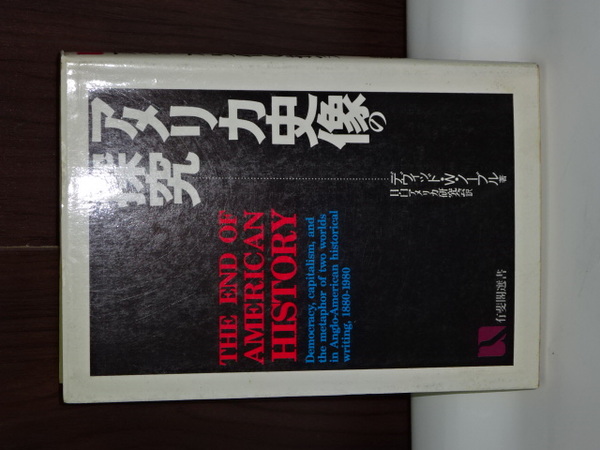 アメリカ史像の
探究
デヴィッド・W・ノーブル 著
目白アメリカ研究会 訳
THE END OF
AMERICAN
HISTORY
Democracy, capitalism, and
the metaphor of two worlds
in Anglo-American historical
writing, 1880-1980
有斐閣選書